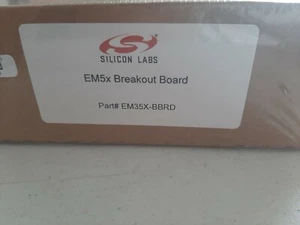 SILICON LABS
EM5x Breakout Board
Part# EM35X-BBRD